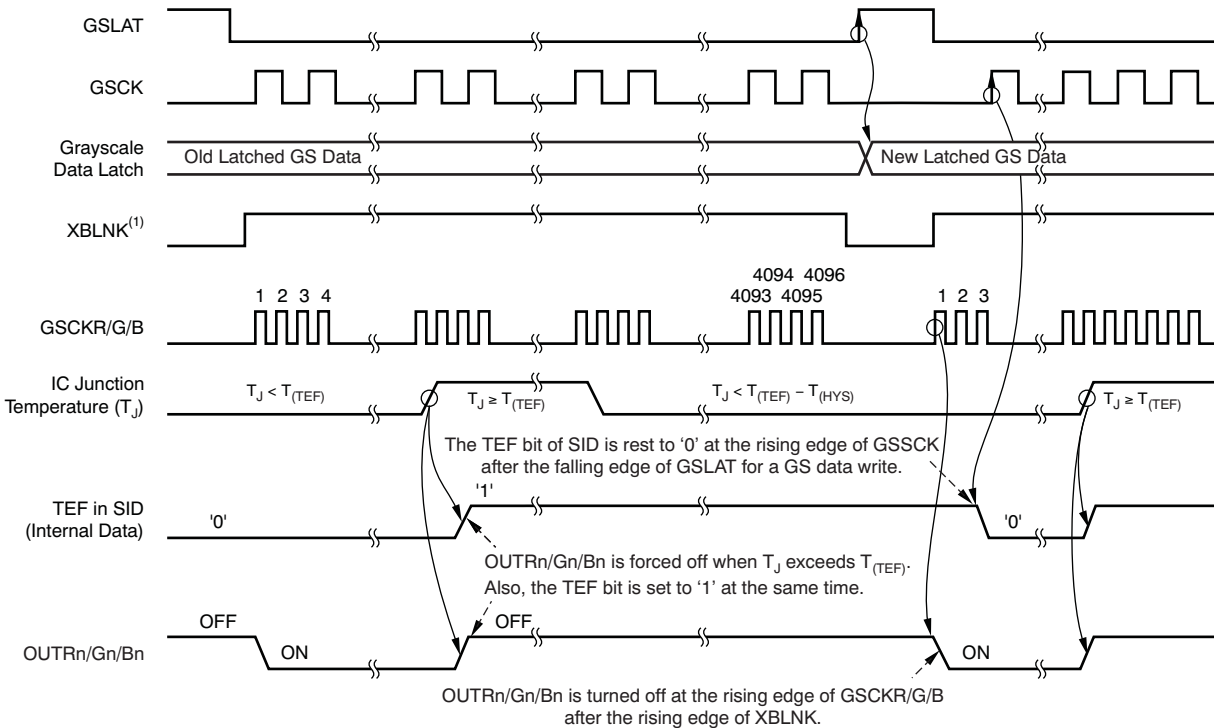 GSLAT
GSCK
Grayscale
Data Latch
Old Latched GS Data
New Latched GS Data
XBLNK(1)
4094 4096
1 2 3 4
4093 4095
1 2 3
GSCKR/G/B
IC Junction
Temperature (TJ)
TJ < T(TEF)
TJ ≥ T(TEF)
TJ < T(TEF) – T(HYS)
TJ ≥ T(TEF)
The TEF bit of SID is rest to ‘0’ at the rising edge of GSSCK
after the falling edge of GSLAT for a GS data write.
TEF in SID
(Internal Data)
'0'
'1'
'0'
OUTRn/Gn/Bn is forced off when TJ exceeds T(TEF).
Also, the TEF bit is set to ‘1’ at the same time.
OUTRn/Gn/Bn
OFF
ON
OFF
ON
OUTRn/Gn/Bn is turned off at the rising edge of GSCKR/G/B
after the rising edge of XBLNK.